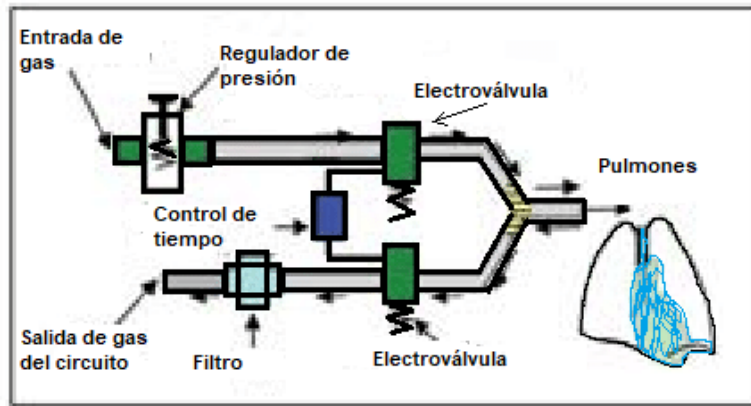 Entrada de
gas
Regulador de
presión
Electroválvula
Pulmones
Control de
tiempo
Salida de gas
del circuito
Filtro
Electroválvula